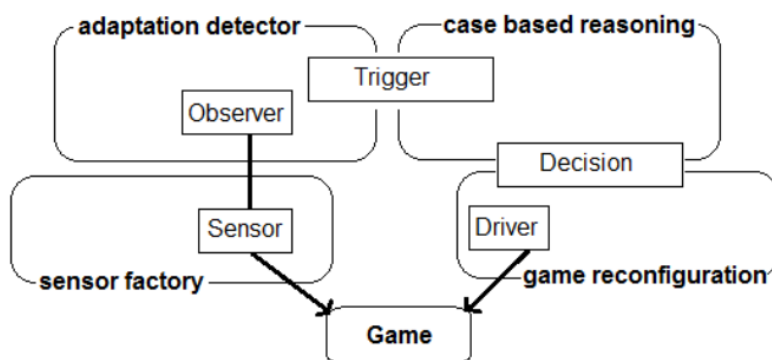 adaptation detector
case based reasoning
Trigger
Observer
Decision
Sensor
Driver
sensor factory
game reconfiguration
Game